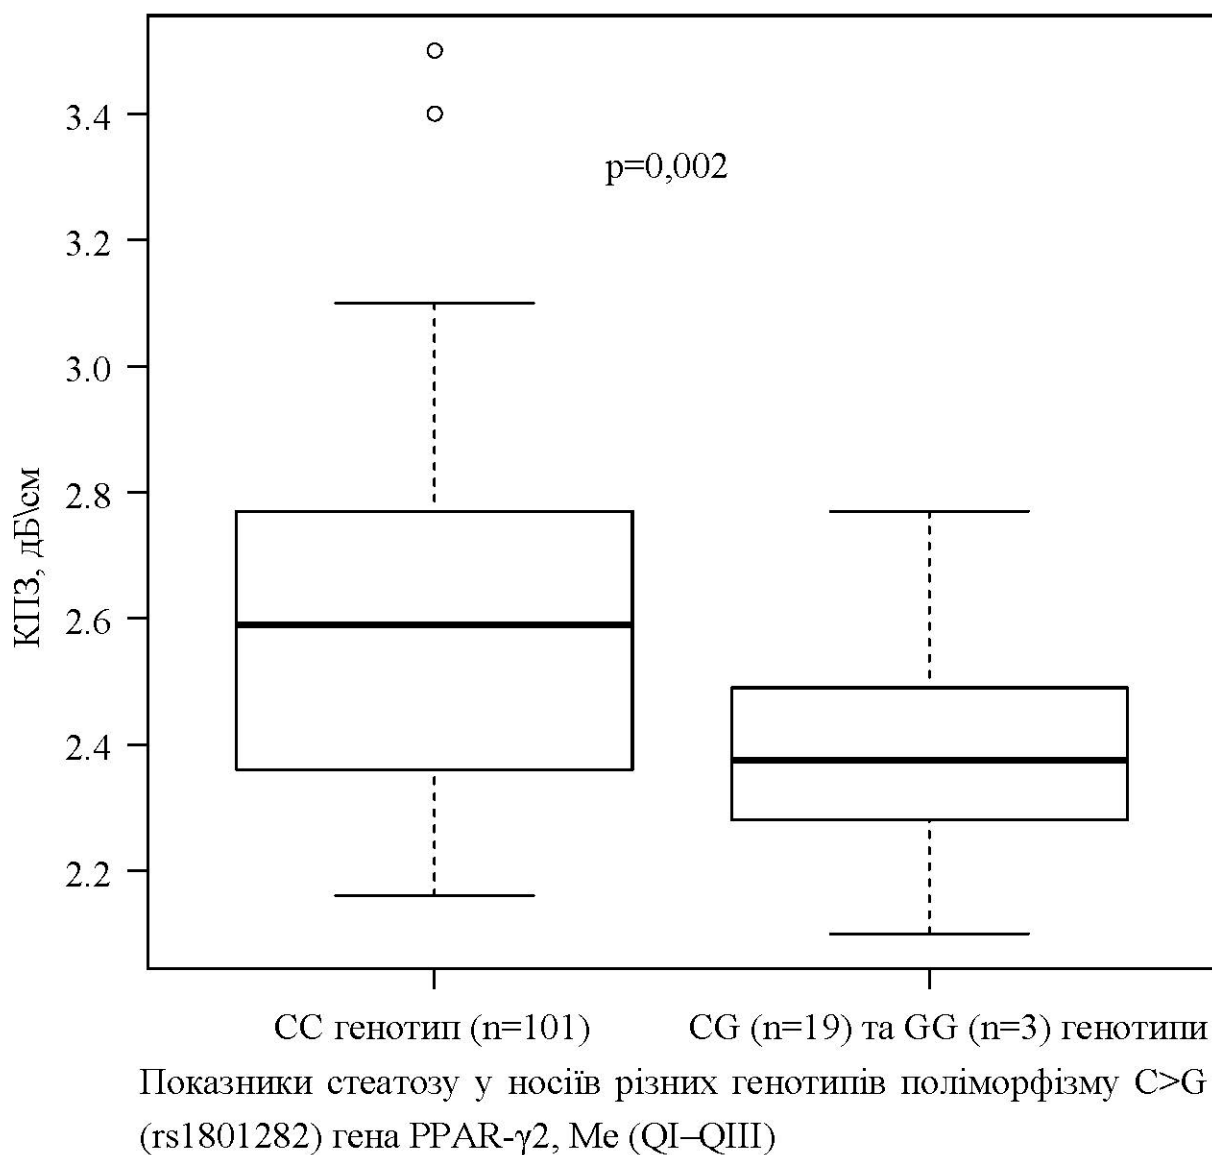 3.4
p=0,002
3.2
3.0
2.8
2.6
2.4
2.2
КПЗ, дБ\см
СС генотип (n=101)
CG (n=19) та GG (n=3) генотипи
Показники стеатозу у носіїв різних генотипів поліморфізму C>G
(rs1801282) гена PPAR-γ2, Me (QI–QIII)